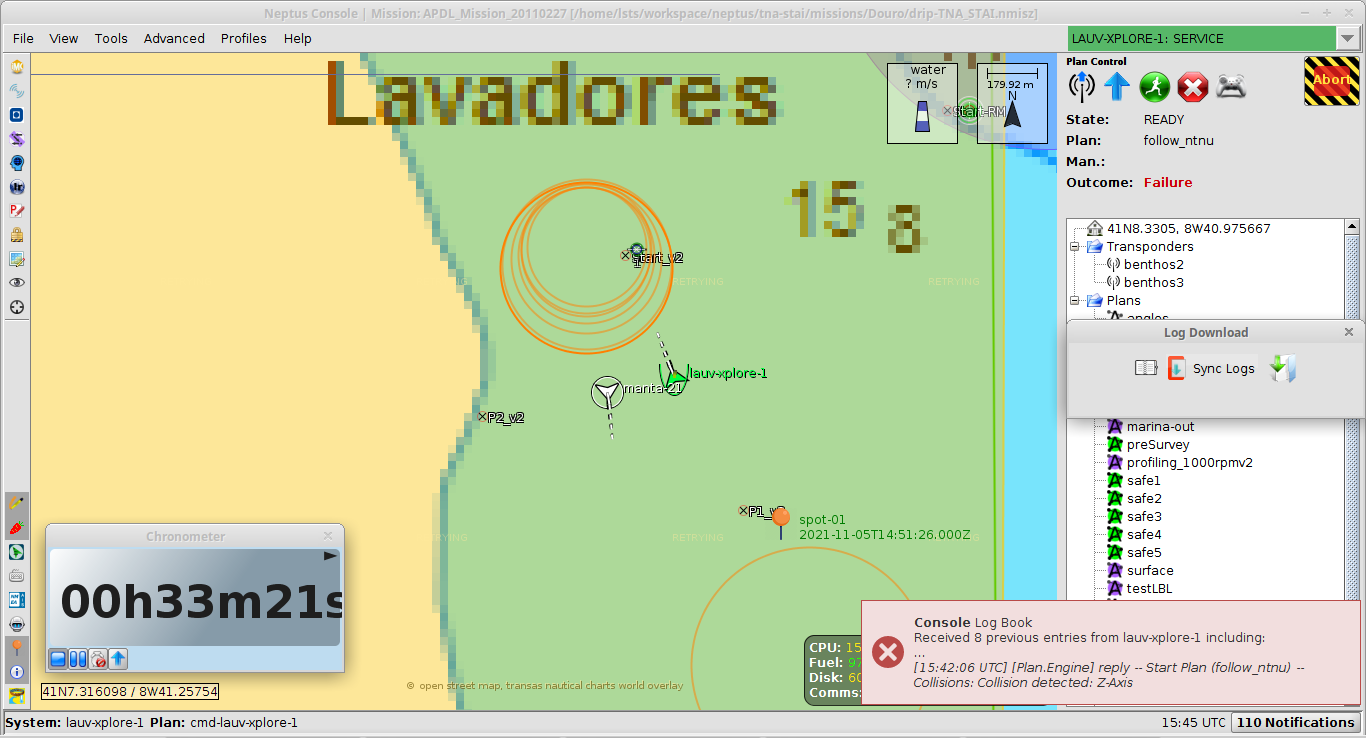 Neptus Console | Mission: APDL_Mission_20110227 [/home/lsts/workspace/neptus/tna-stai/missions/Douro/drip-TNA_STAI.nmisz]
File View Tools Advanced Profiles Help
LAUV-XPLORE-1: SERVICE
Plan Control
Abort
State: READY
Plan: follow_ntnu
Man.:
Outcome: Failure
Lavadores
water
? m/s
179.92 m
N
Start-RM
15
8
Start_v2
1
RETRYING
RETRYING
lauv-xplore-1
manta-21
P2_v2
P1_v2
spot-01
2021-11-05T14:51:26.000Z
RETRYING
RETRYING
41N8.3305, 8W40.975667
Transponders
benthos2
benthos3
Plans
angles
Log Download
Sync Logs
marina-out
preSurvey
profiling_1000rpmv2
safe1
safe2
safe3
safe4
safe5
surface
testLBL
Chronometer
00h33m21s
41N7.316098 / 8W41.25754
© open street map, transas nautical charts world overlay
CPU: 15
Fuel: 97
Disk: 60
Comms:
Console Log Book
Received 8 previous entries from lauv-xplore-1 including:
...
[15:42:06 UTC] [Plan.Engine] reply -- Start Plan (follow_ntnu) --
Collisions: Collision detected: Z-Axis
System: lauv-xplore-1 Plan: cmd-lauv-xplore-1
15:45 UTC 110 Notifications